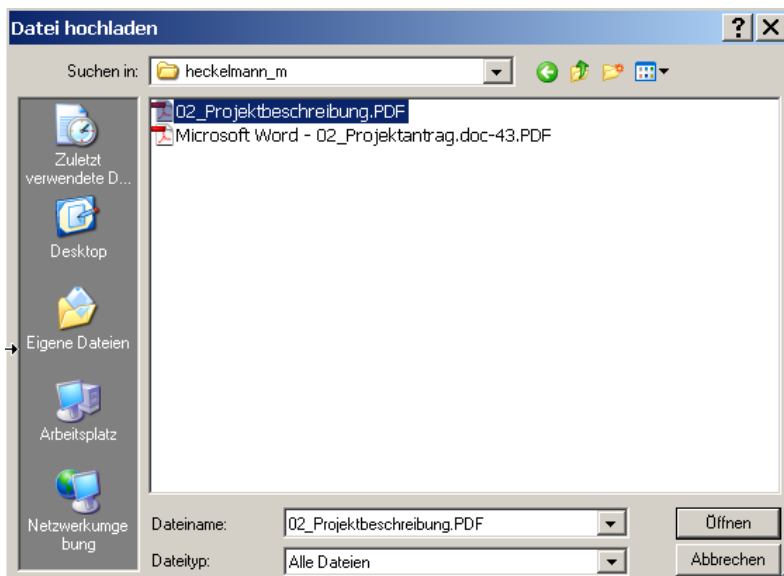 Datei hochladen
Suchen in: heckelmann_m
02_Projektbeschreibung.PDF
Microsoft Word - 02_Projektantrag.doc-43.PDF
Zuletzt
verwendete D...
Desktop
Eigene Dateien
Arbeitsplatz
Netzwerkumge
bung
Dateiname: 02_Projektbeschreibung.PDF Öffnen
Dateityp: Alle Dateien Abbrechen